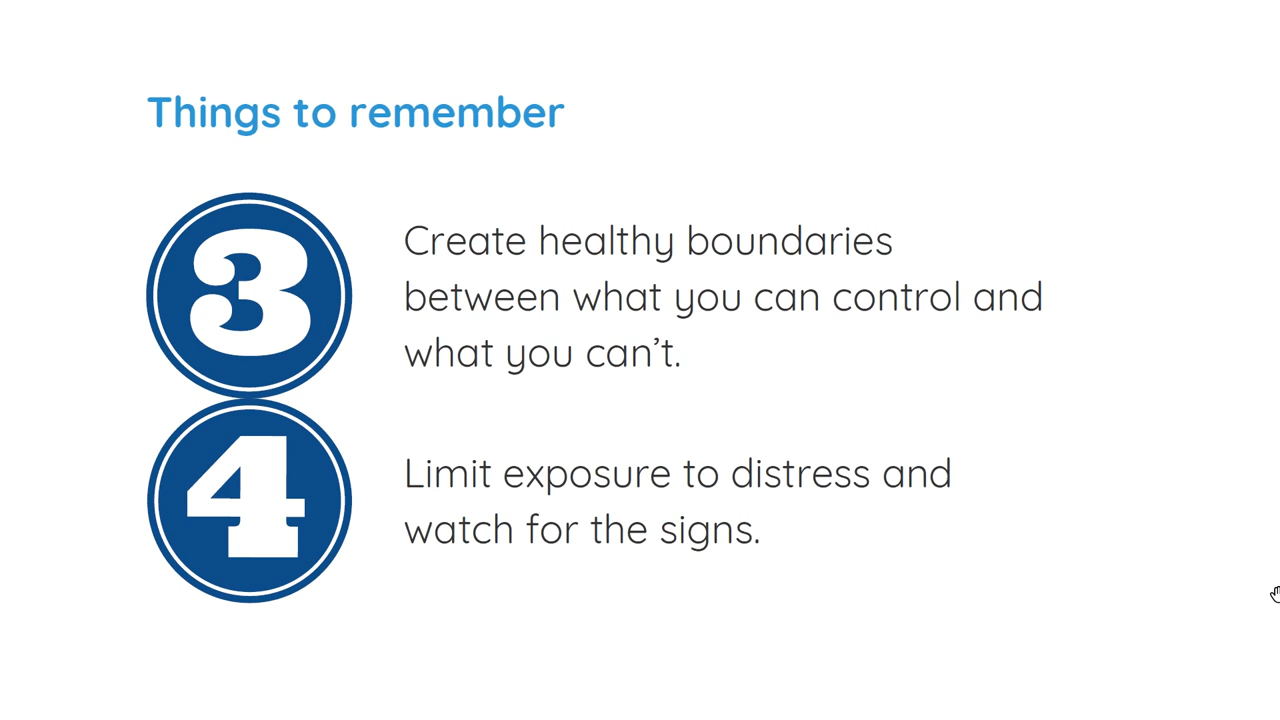 Things to remember
3
Create healthy boundaries
between what you can control and
what you can’t.
4
Limit exposure to distress and
watch for the signs.